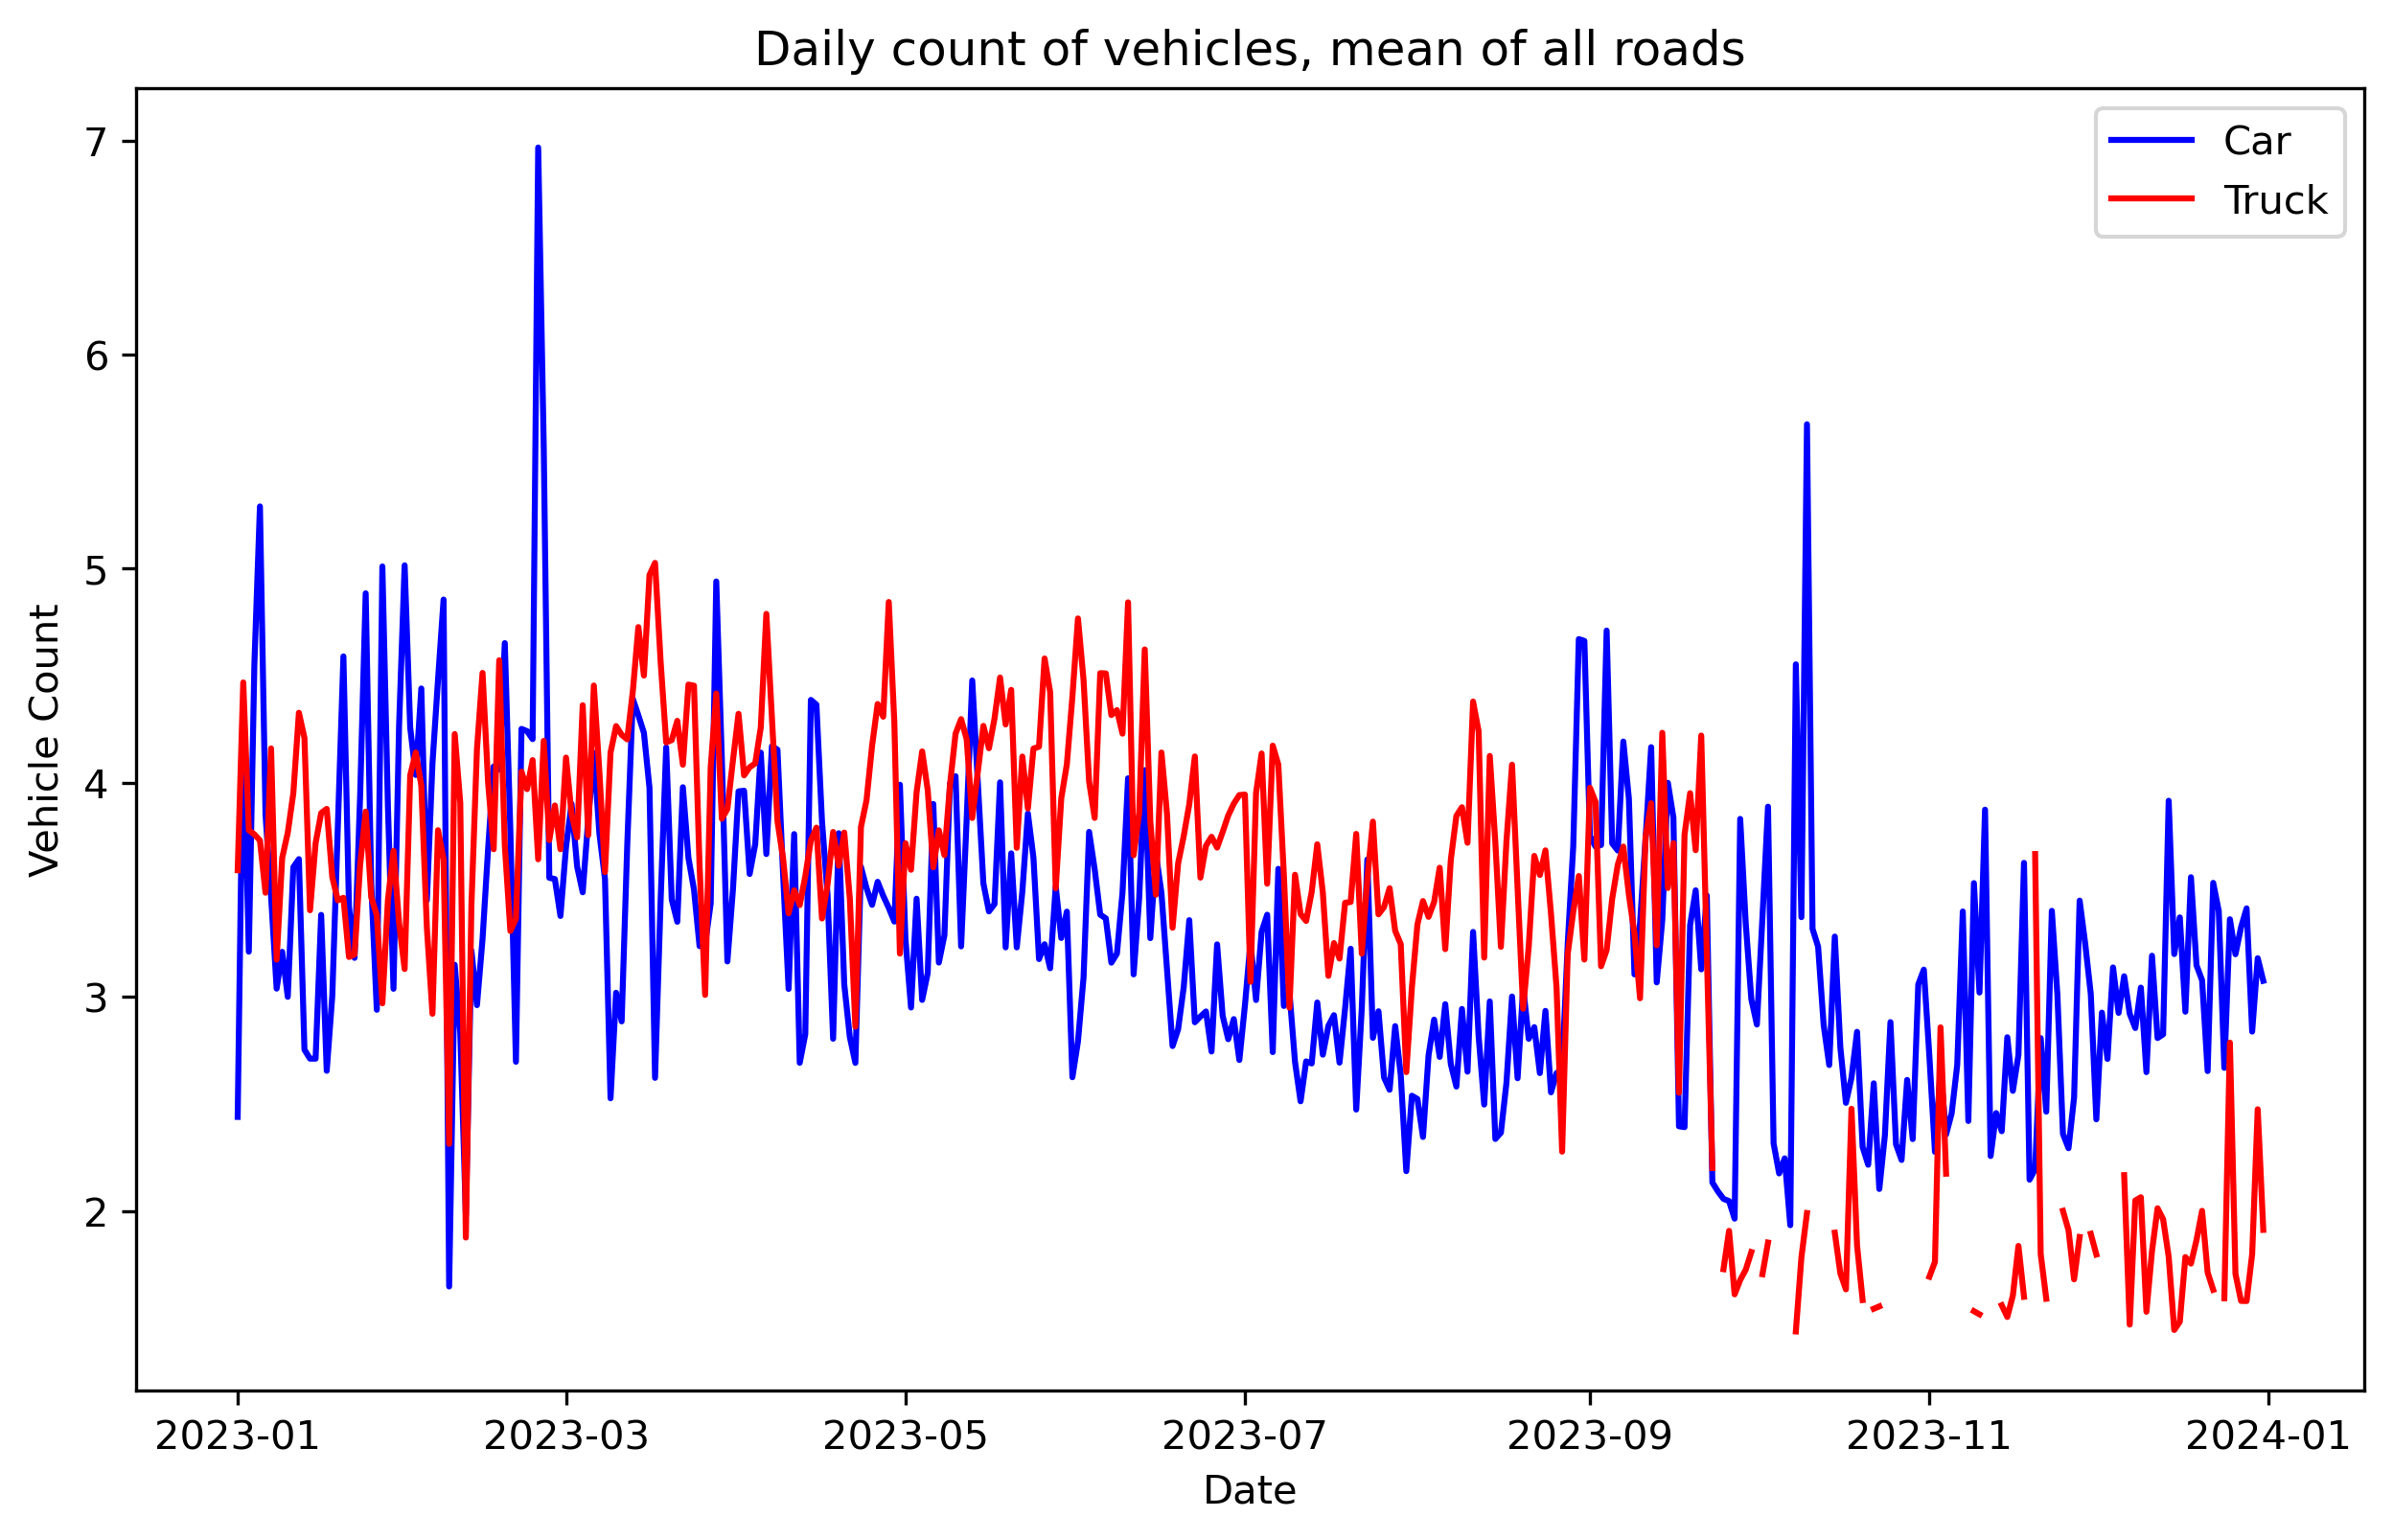 Daily count of vehicles, mean of all roads
Car
Truck
Vehicle Count
7
6
5
4
3
2
2023-01 2023-03 2023-05 2023-07 2023-09 2023-11 2024-01
Date